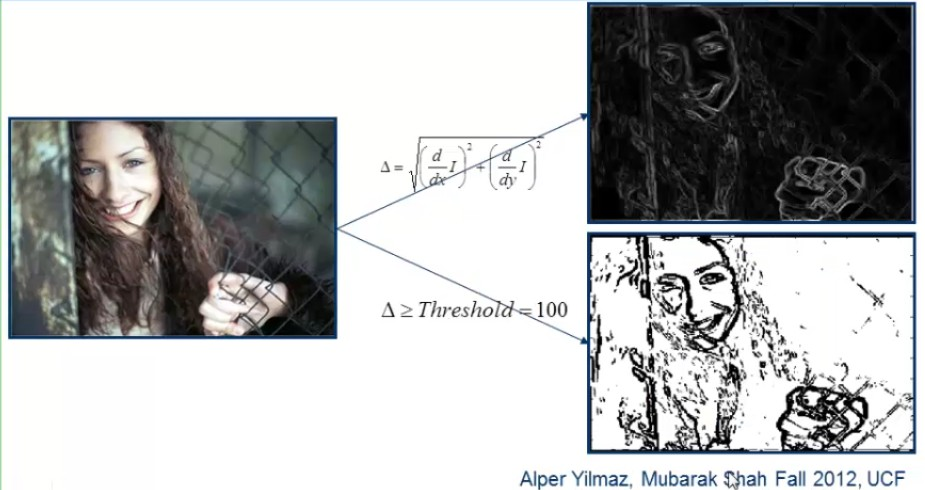 Δ = √((d/dx I)² + (d/dy I)²)
Δ ≥ Threshold = 100
Alper Yilmaz, Mubarak Shah Fall 2012, UCF